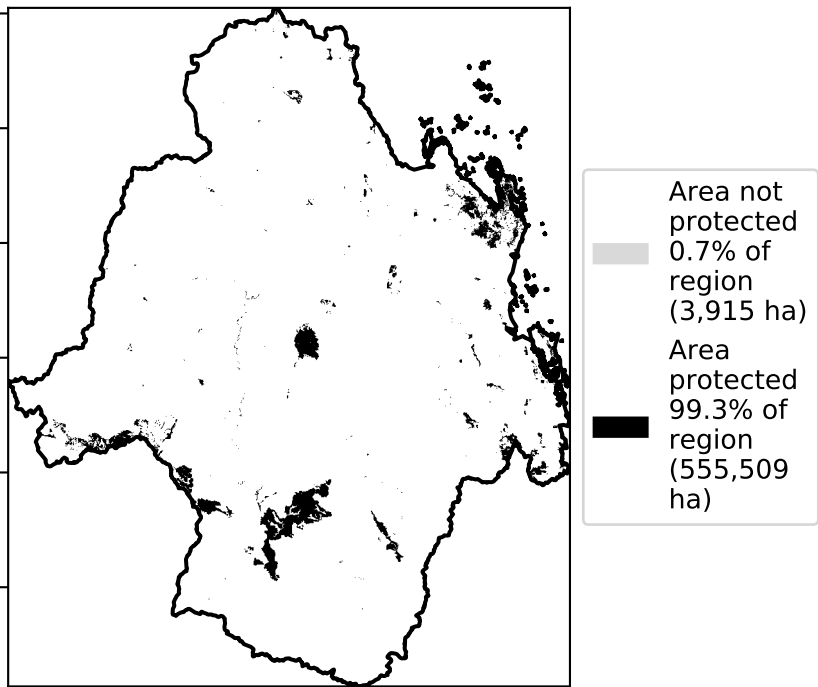 Area not
protected
0.7% of
region
(3,915 ha)
Area
protected
99.3% of
region
(555,509
ha)